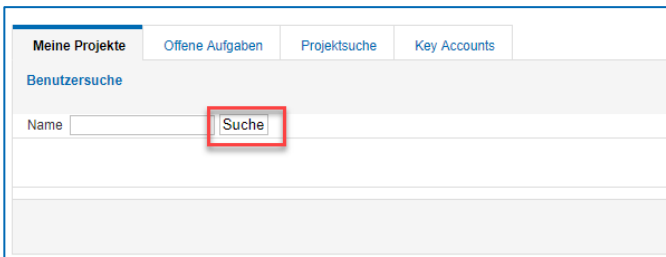 Meine Projekte Offene Aufgaben Projektsuche Key Accounts
Benutzersuche
Name Suche